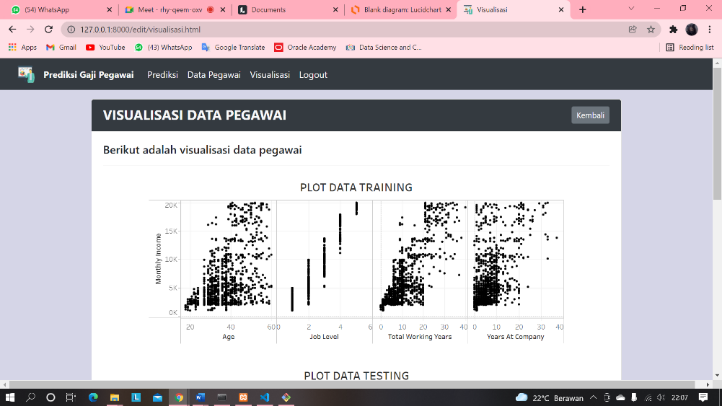 (54) WhatsApp
Meet - rhy-qeem-oxv
Documents
Blank diagram: Lucidchart
Visualisasi
127.0.0.1:8000/edit/visualisasi.html
Apps
Gmail
YouTube
(43) WhatsApp
Google Translate
Oracle Academy
Data Science and C...
Reading list
Prediksi Gaji Pegawai
Prediksi
Data Pegawai
Visualisasi
Logout
VISUALISASI DATA PEGAWAI
Kembali
Berikut adalah visualisasi data pegawai
PLOT DATA TRAINING
Monthly Income
20K
15K
10K
5K
0K
20 40 60
0 2 4 6
0 10 20 30 40
0 10 20 30 40
Age
Job Level
Total Working Years
Years At Company
PLOT DATA TESTING
22°C Berawan
22:07